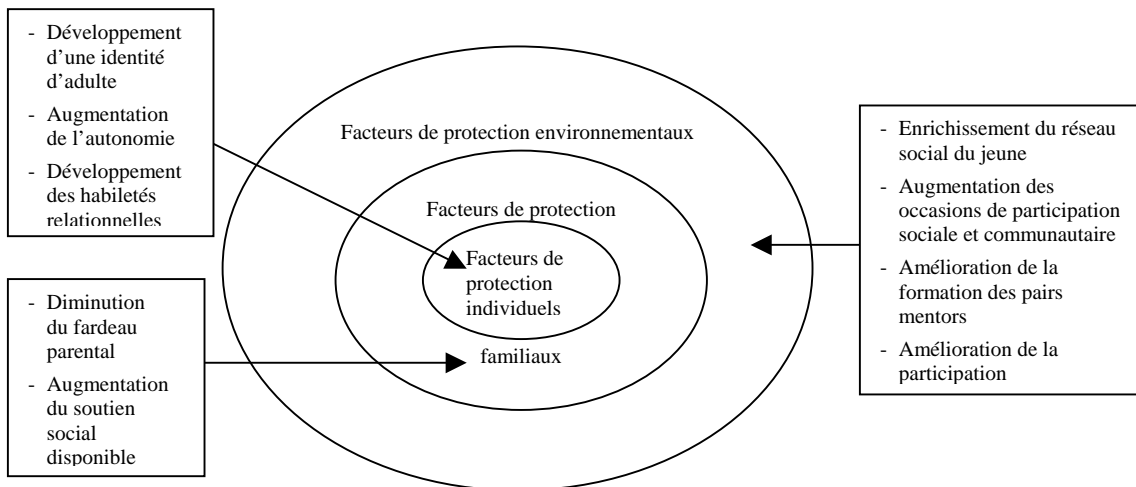 - Développement
d’une identité
d’adulte
- Augmentation
de l’autonomie
- Développement
des habiletés
relationnelles
- Diminution
du fardeau
parental
- Augmentation
du soutien
social
disponible
Facteurs de protection environnementaux
Facteurs de protection
Facteurs de
protection
individuels
familiaux
- Enrichissement du réseau
social du jeune
- Augmentation des
occasions de participation
sociale et communautaire
- Amélioration de la
formation des pairs
mentors
- Amélioration de la
participation